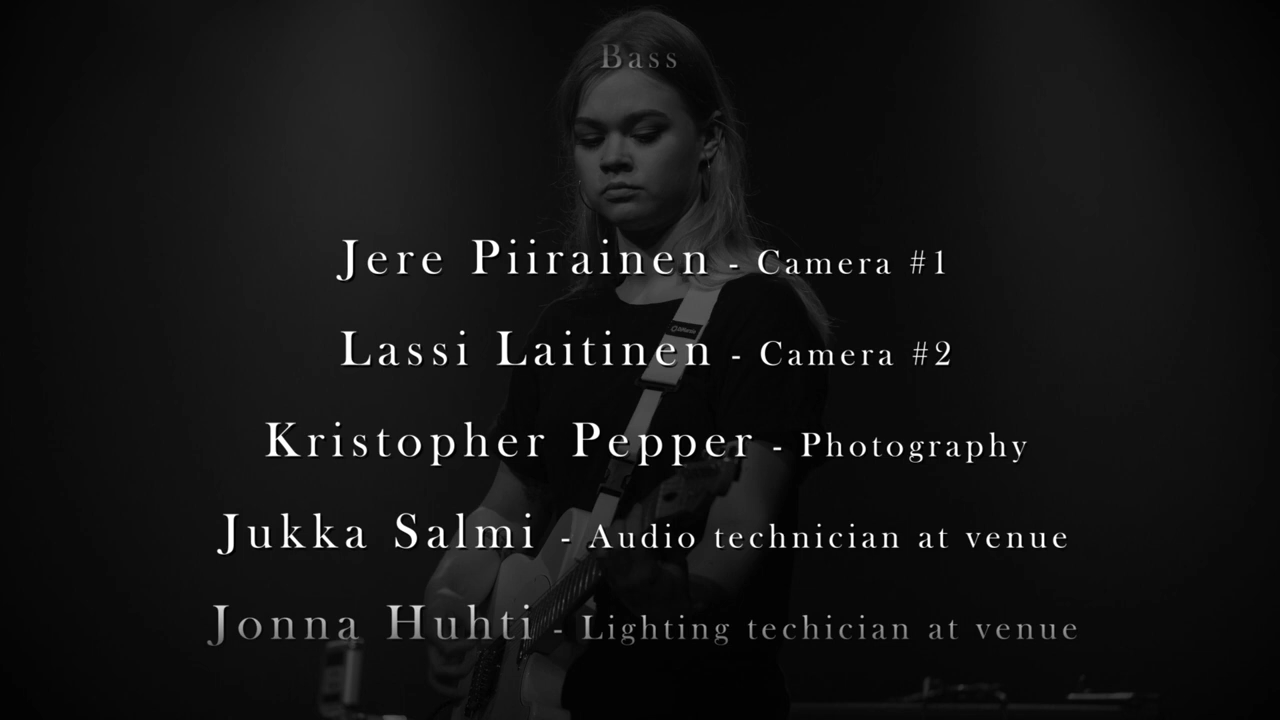 Bass
Jere Piirainen - Camera #1
Lassi Laitinen - Camera #2
Kristopher Pepper - Photography
Jukka Salmi - Audio technician at venue
Jonna Huhti - Lighting techician at venue